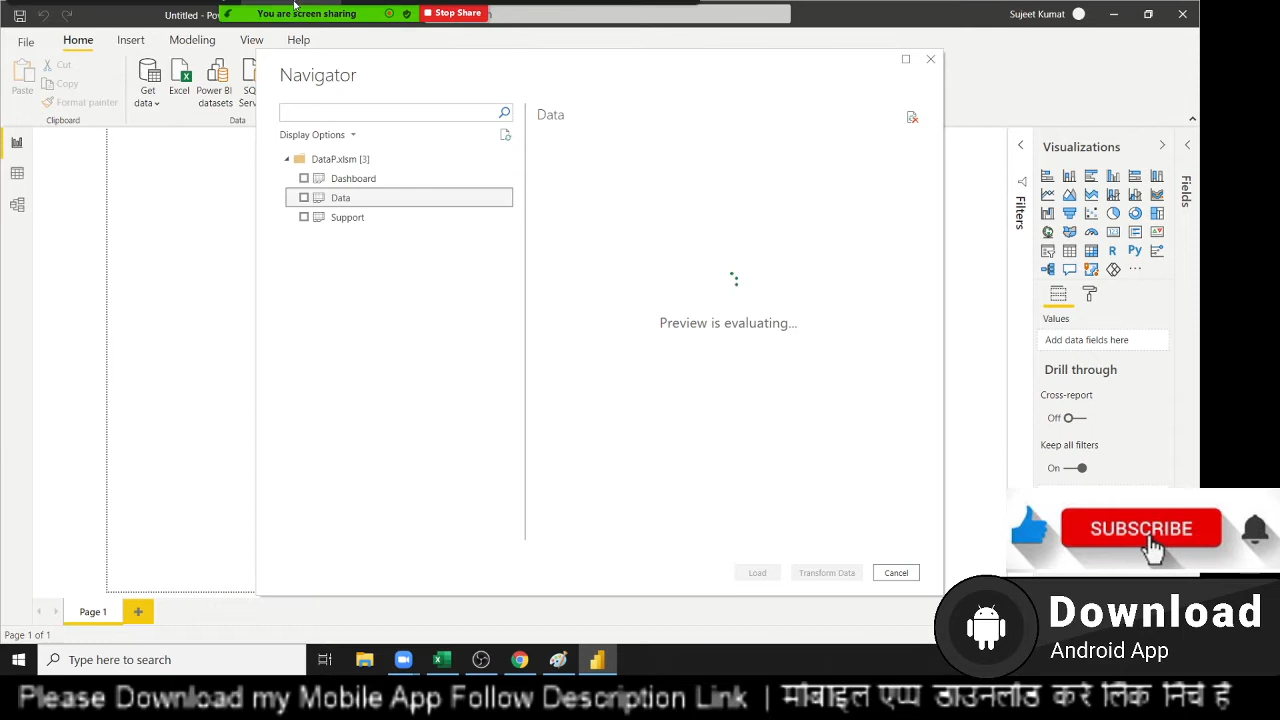 Untitled - Pow
You are screen sharing
Stop Share
Sujeet Kumat
File
Home
Insert
Modeling
View
Help
Paste
Cut
Copy
Format painter
Clipboard
Get data
Excel
Power BI datasets
Data
Navigator
Display Options
DataP.xlsm [3]
Dashboard
Data
Support
Data
Preview is evaluating...
Load
Transform Data
Cancel
Filters
Visualizations
Fields
R
Py
Values
Add data fields here
Drill through
Cross-report
Off
Keep all filters
On
SUBSCRIBE
Download
Android App
Page 1
Page 1 of 1
Type here to search
Please Download my Mobile App Follow Description Link | मोबाइल एप्प डाउनलोड करे लिंक निचे है